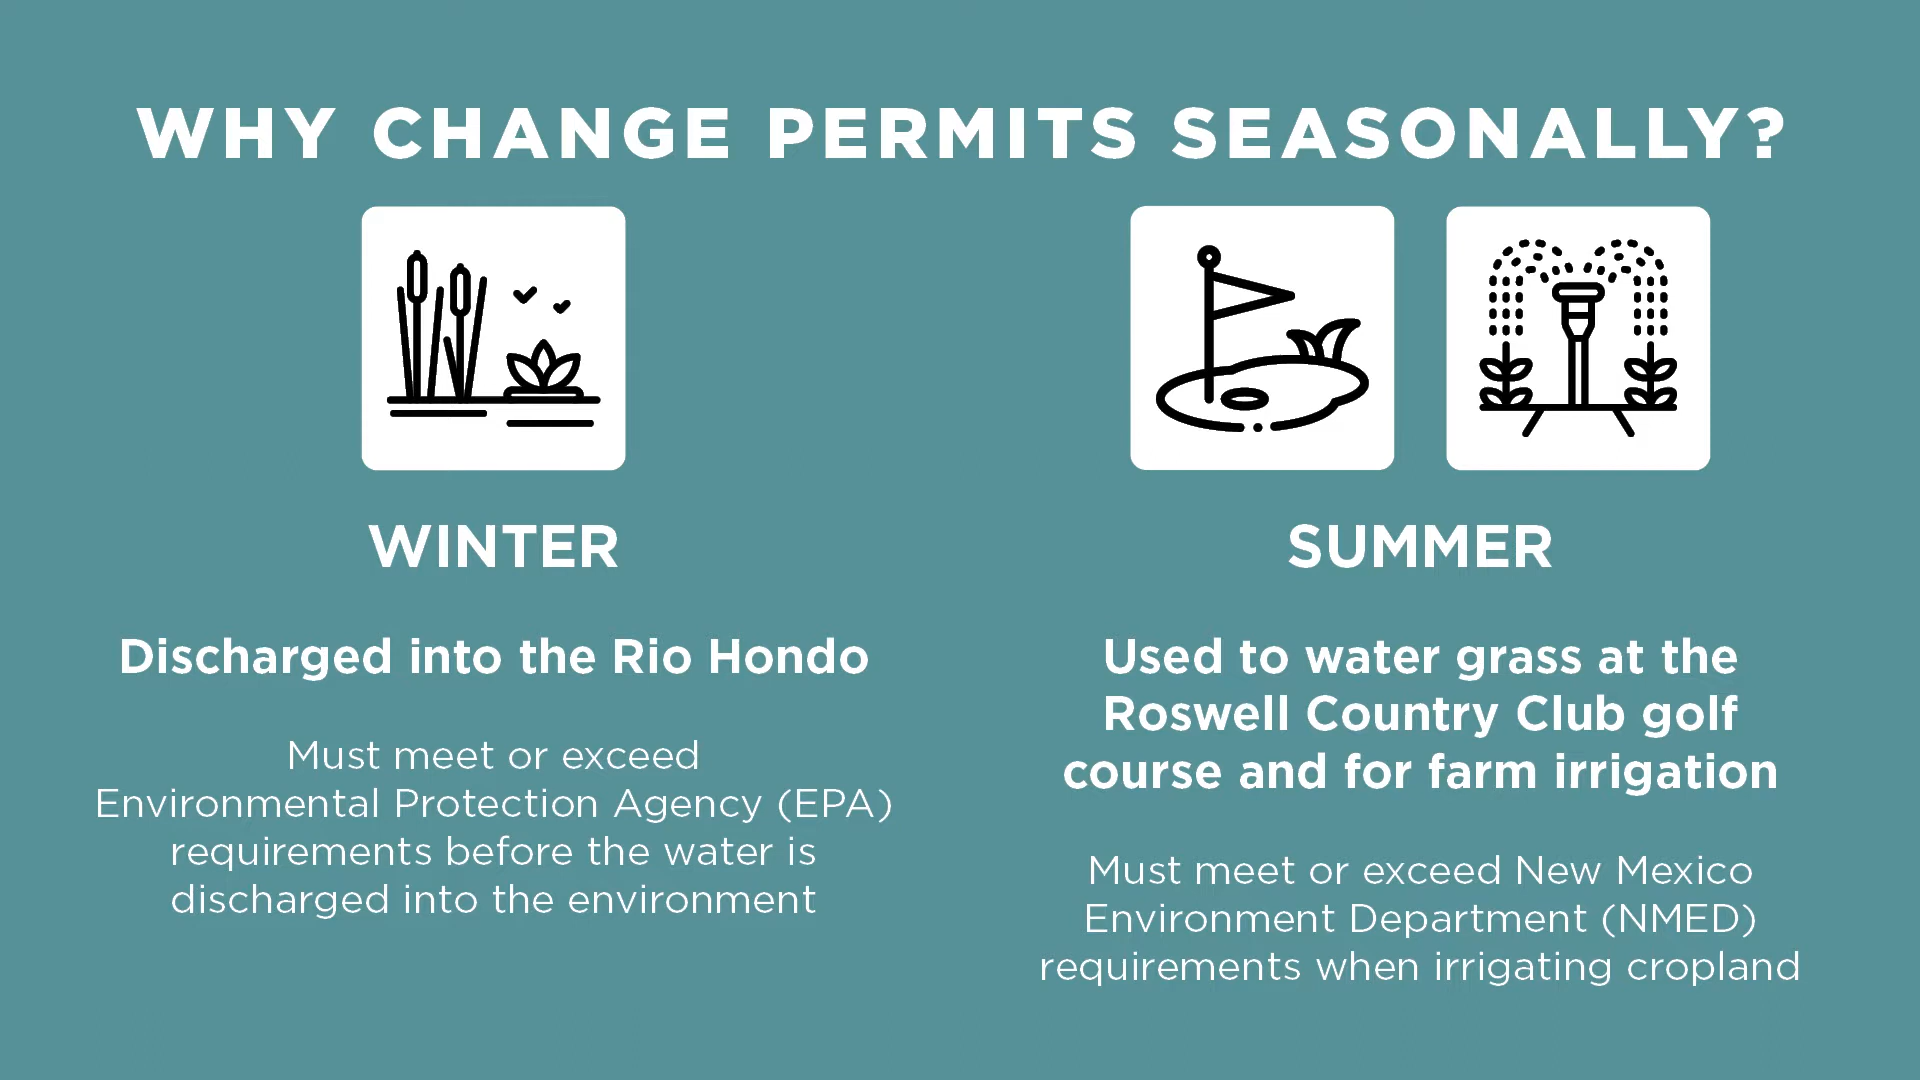 WHY CHANGE PERMITS SEASONALLY?
WINTER
Discharged into the Rio Hondo
Must meet or exceed
Environmental Protection Agency (EPA)
requirements before the water is
discharged into the environment
SUMMER
Used to water grass at the
Roswell Country Club golf
course and for farm irrigation
Must meet or exceed New Mexico
Environment Department (NMED)
requirements when irrigating cropland